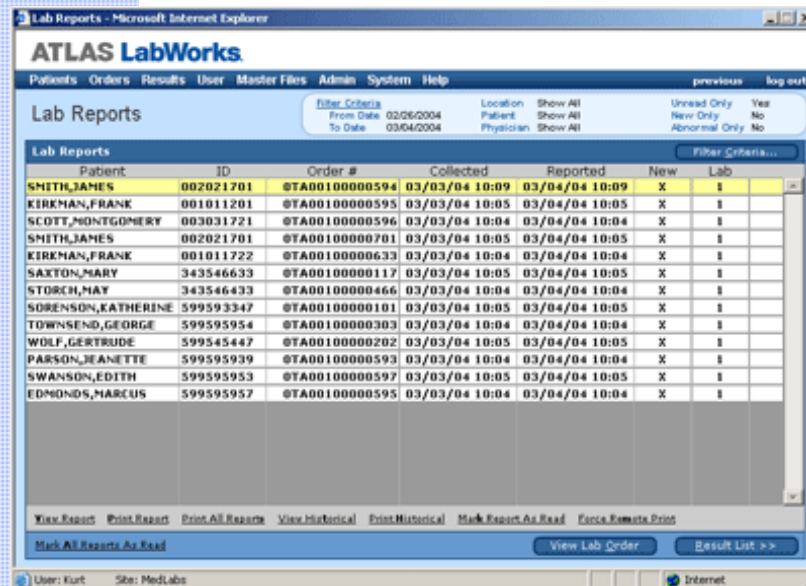 Lab Reports - Microsoft Internet Explorer
ATLAS LabWorks
Patients Orders Results User Master Files Admin System Help previous log out
Lab Reports
Filter Criteria Location Show All Unread Only Yes
From Date 02/26/2004 Patient Show All New Only No
To Date 03/04/2004 Physician Show All Abnormal Only No
Lab Reports Filter Criteria...
Patient ID Order # Collected Reported New Lab
SMITH,JAMES 002021701 0TA00100000594 03/03/04 10:09 03/04/04 10:09 X 1
KIRKMAN,FRANK 001011201 0TA00100000595 03/03/04 10:05 03/04/04 10:05 X 1
SCOTT,MONTGOMERY 003031721 0TA00100000596 03/03/04 10:04 03/04/04 10:04 X 1
SMITH,JAMES 002021701 0TA00100000701 03/03/04 10:05 03/04/04 10:05 X 1
KIRKMAN,FRANK 001011722 0TA00100000633 03/03/04 10:04 03/04/04 10:04 X 1
SAXTON,MARY 343546633 0TA00100000117 03/03/04 10:05 03/04/04 10:05 X 1
STORCH,MAY 343546433 0TA00100000466 03/03/04 10:04 03/04/04 10:04 X 1
SORENSON,KATHERINE 599593347 0TA00100000101 03/03/04 10:05 03/04/04 10:05 X 1
TOWNSEND,GEORGE 599595954 0TA00100000303 03/03/04 10:04 03/04/04 10:04 X 1
WOLF,GERTRUDE 599545447 0TA00100000202 03/03/04 10:05 03/04/04 10:05 X 1
PARSON,JEANETTE 599595939 0TA00100000593 03/03/04 10:04 03/04/04 10:04 X 1
SWANSON,EDITH 599595953 0TA00100000597 03/03/04 10:05 03/04/04 10:05 X 1
EDMONDS,MARCUS 599595957 0TA00100000595 03/03/04 10:04 03/04/04 10:04 X 1
View Report Print Report Print All Reports View Historical Print Historical Mark Report As Read Force Remote Print
Mark All Reports As Read View Lab Order Result List >>
User: Kurt Site: MedLabs Internet